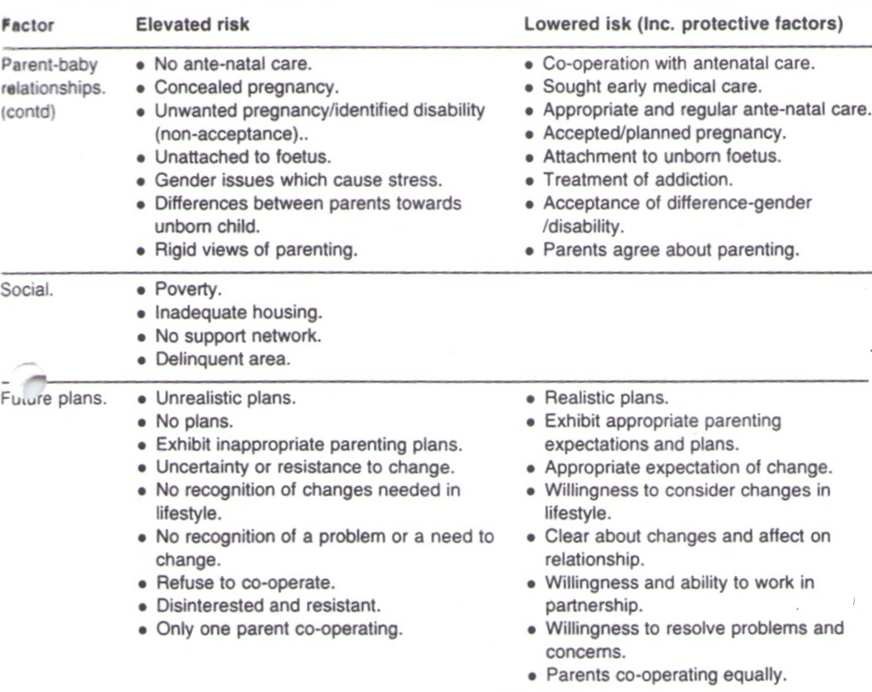 Factor Elevated risk Lowered isk (Inc. protective factors)
Parent-baby • No ante-natal care. • Co-operation with antenatal care.
relationships. • Concealed pregnancy. • Sought early medical care.
(contd) • Unwanted pregnancy/identified disability • Appropriate and regular ante-natal care.
(non-acceptance).. • Accepted/planned pregnancy.
• Unattached to foetus. • Attachment to unborn foetus.
• Gender issues which cause stress. • Treatment of addiction.
• Differences between parents towards • Acceptance of difference-gender
unborn child. /disability.
• Rigid views of parenting. • Parents agree about parenting.
Social. • Poverty.
• Inadequate housing.
• No support network.
• Delinquent area.
Future plans. • Unrealistic plans. • Realistic plans.
• No plans. • Exhibit appropriate parenting
• Exhibit inappropriate parenting plans. expectations and plans.
• Uncertainty or resistance to change. • Appropriate expectation of change.
• No recognition of changes needed in • Willingness to consider changes in
lifestyle. lifestyle.
• No recognition of a problem or a need to • Clear about changes and affect on
change. relationship.
• Refuse to co-operate. • Willingness and ability to work in
• Disinterested and resistant. partnership.
• Only one parent co-operating. • Willingness to resolve problems and
concerns.
• Parents co-operating equally.